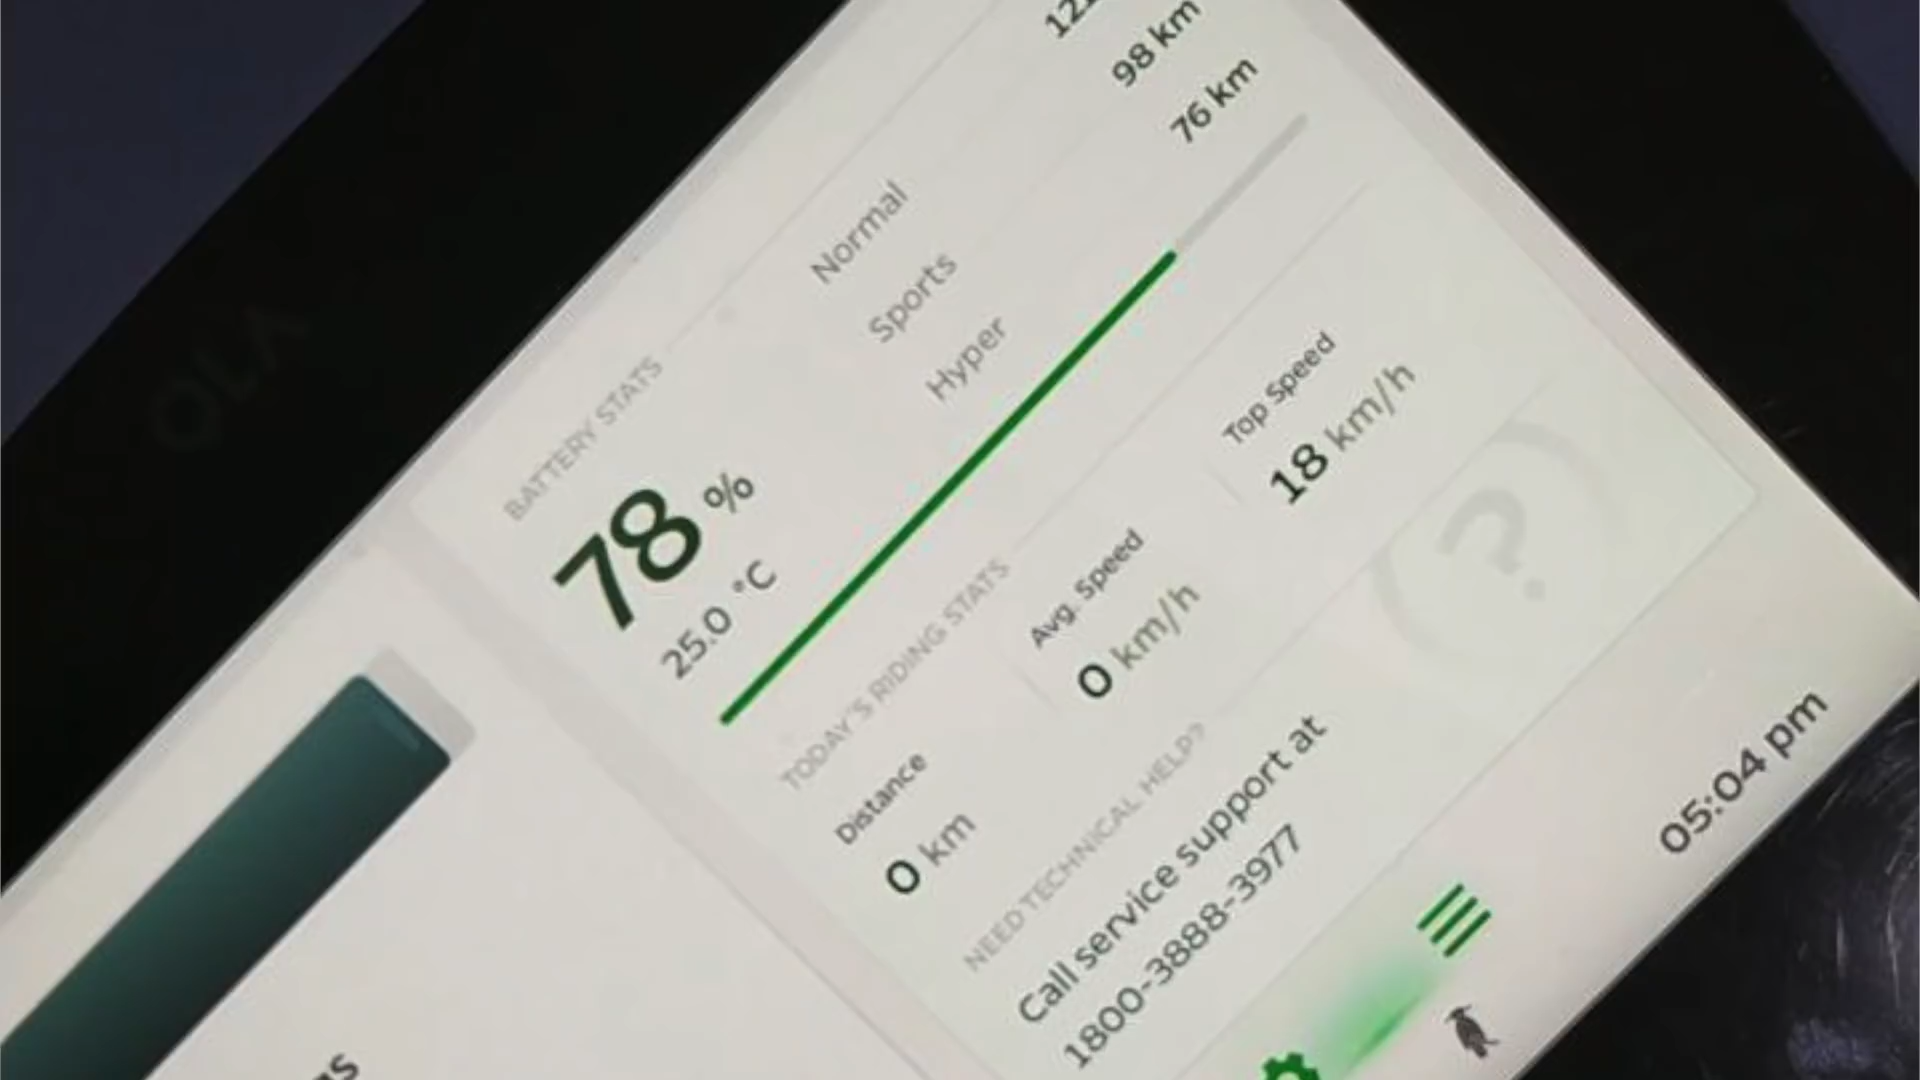 OLA
BATTERY STATS
78 %
25.0 °C
Normal
Sports 98 km
Hyper 76 km
TODAY'S RIDING STATS
Distance Avg. Speed Top Speed
0 km 0 km/h 18 km/h
NEED TECHNICAL HELP?
Call service support at
1800-3888-3977
?
05:04 pm